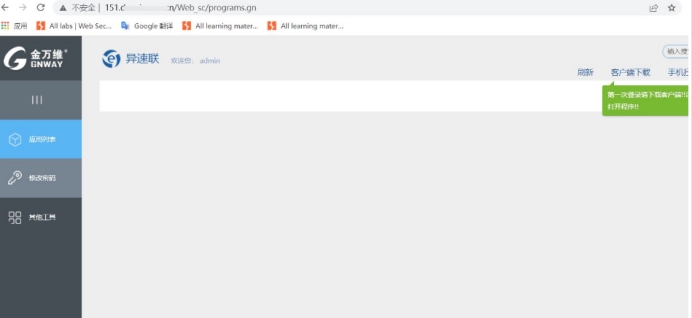 不安全 | 151. n/Web_sc/programs.gn
应用 All labs | Web Sec... Google 翻译 All learning mater... All learning mater...
金万维®
GNWAY
异速联 欢迎您： admin
输入搜
刷新 客户端下载 手机扫
第一次登录请下载客户端!!
打开程序!!
应用列表
修改密码
其他工具